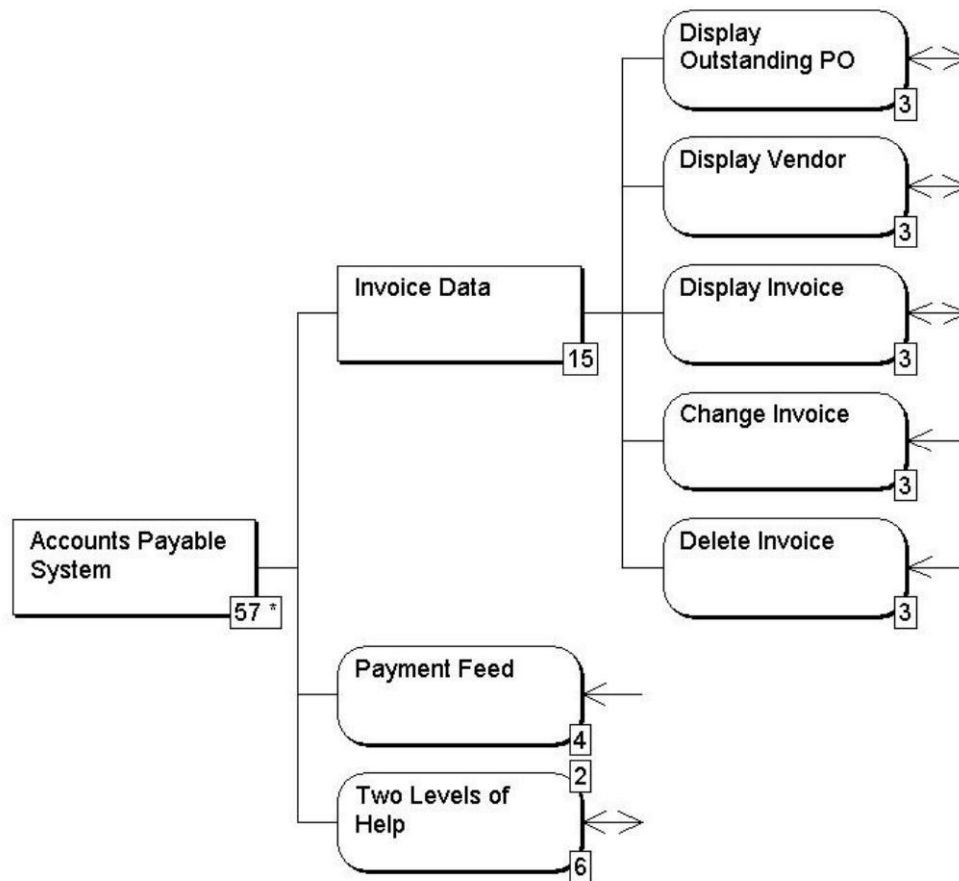 Display
Outstanding PO
3
Display Vendor
3
Invoice Data
15
Display Invoice
3
Change Invoice
3
Accounts Payable
System
57 *
Delete Invoice
3
Payment Feed
4
2
Two Levels of
Help
6